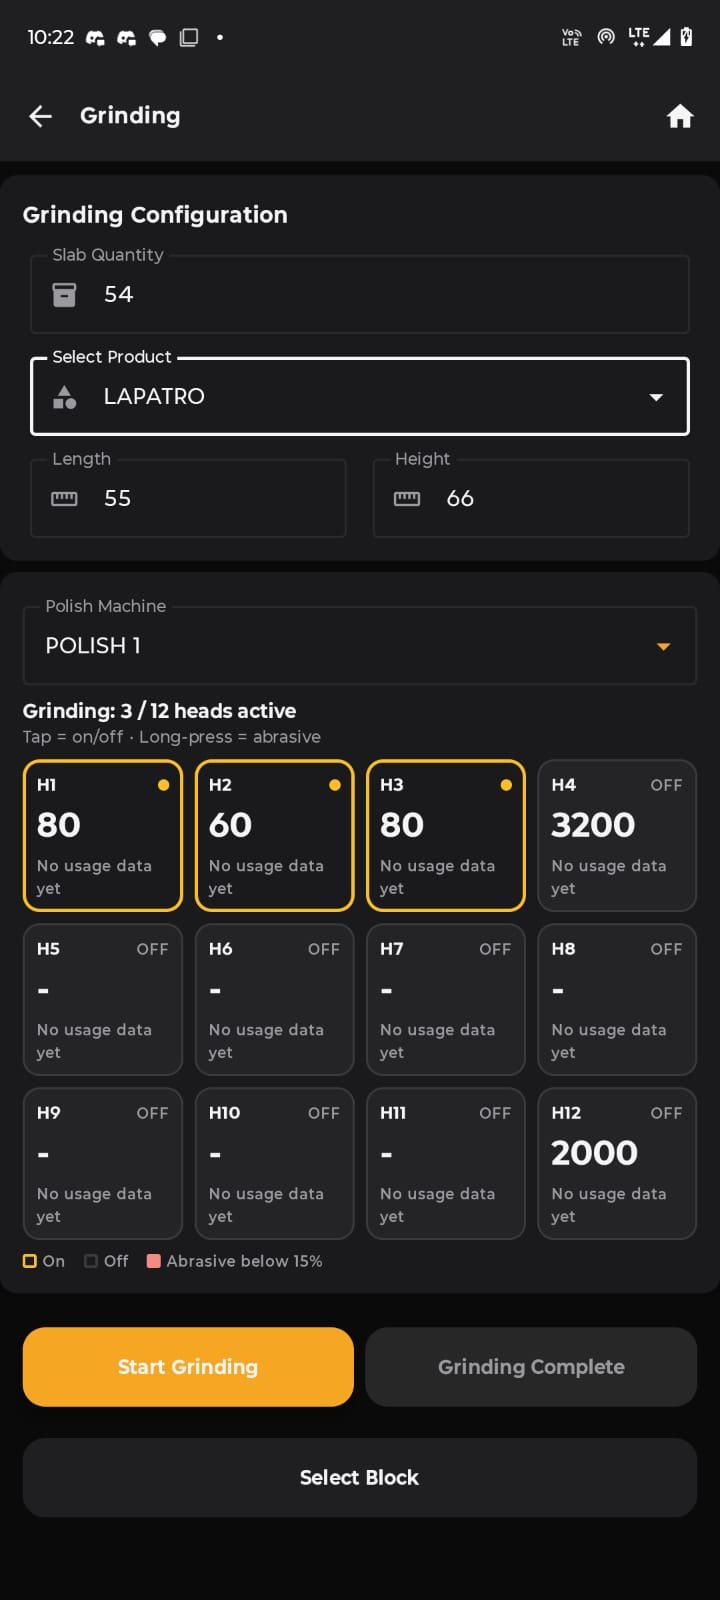 10:22
Vo LTE LTE
Grinding
Grinding Configuration
Slab Quantity
54
Select Product
LAPATRO
Length Height
55 66
Polish Machine
POLISH 1
Grinding: 3 / 12 heads active
Tap = on/off · Long-press = abrasive
H1 H2 H3 H4 OFF
80 60 80 3200
No usage data No usage data No usage data No usage data
yet yet yet yet
H5 OFF H6 OFF H7 OFF H8 OFF
- - - -
No usage data No usage data No usage data No usage data
yet yet yet yet
H9 OFF H10 OFF H11 OFF H12 OFF
- - - 2000
No usage data No usage data No usage data No usage data
yet yet yet yet
On Off Abrasive below 15%
Start Grinding Grinding Complete
Select Block